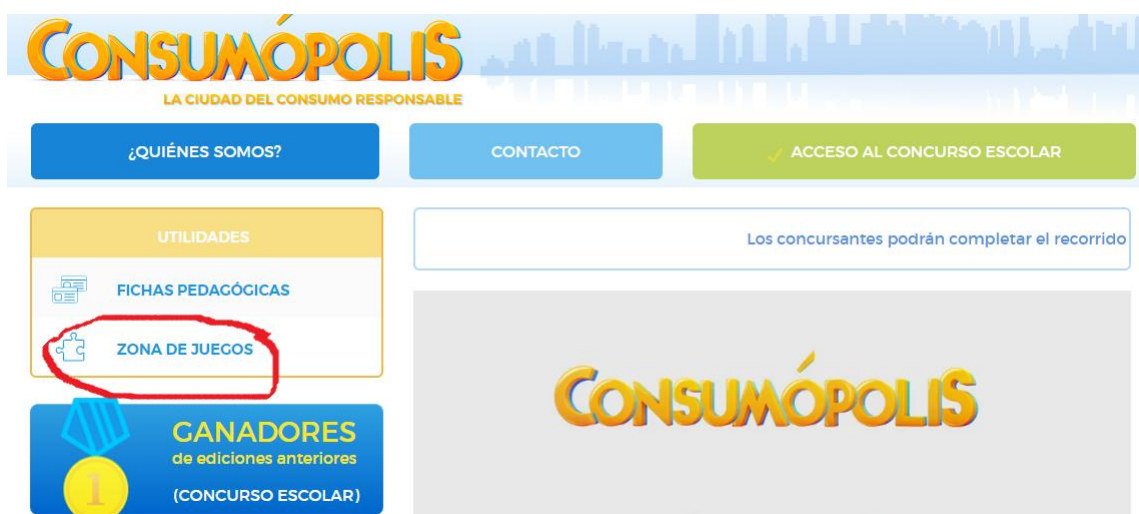 CONSUMÓPOLIS
LA CIUDAD DEL CONSUMO RESPONSABLE
¿QUIÉNES SOMOS?
CONTACTO
ACCESO AL CONCURSO ESCOLAR
UTILIDADES
FICHAS PEDAGÓGICAS
ZONA DE JUEGOS
Los concursantes podrán completar el recorrido
CONSUMÓPOLIS
1
GANADORES
de ediciones anteriores
(CONCURSO ESCOLAR)